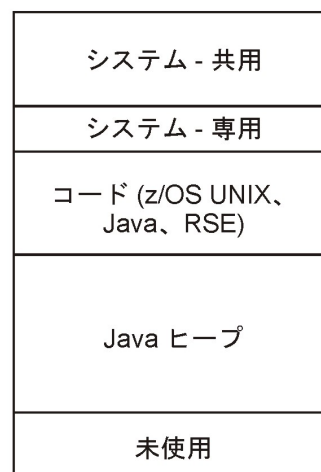 システム - 共用
システム - 専用
コード (z/OS UNIX、
Java、RSE)
Java ヒープ
未使用